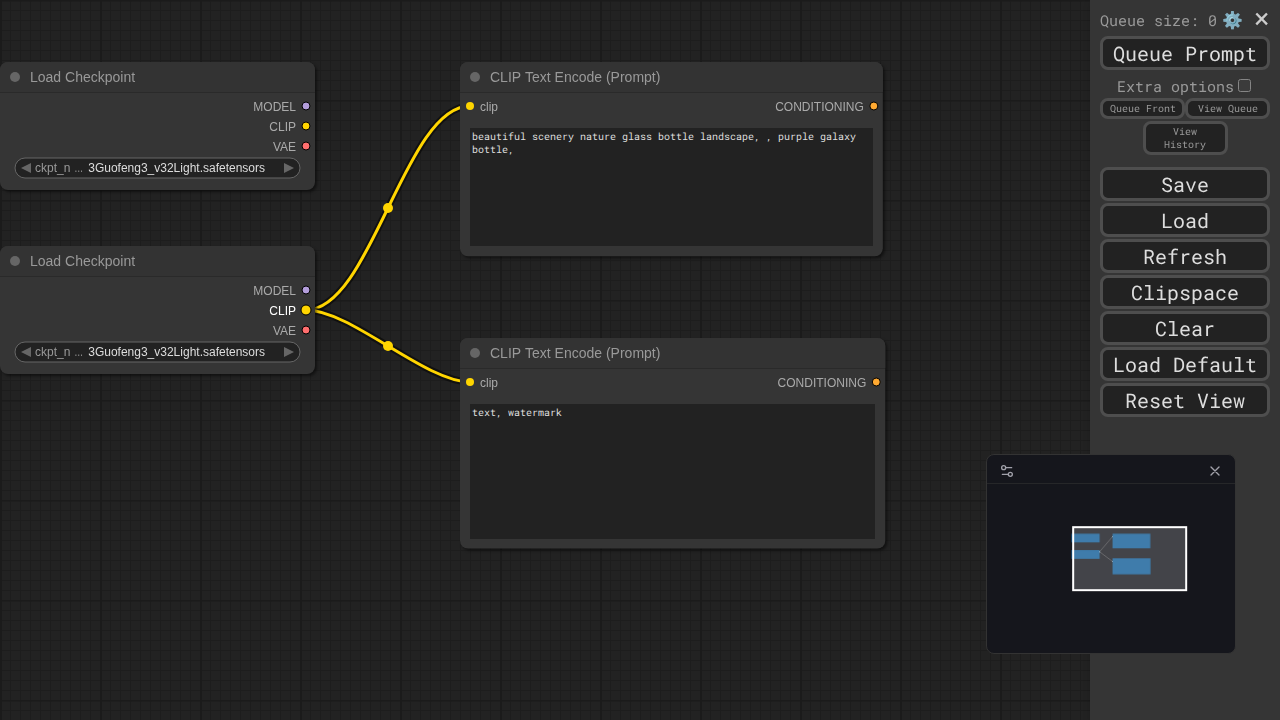 Load Checkpoint
MODEL
CLIP
VAE
ckpt_n ... 3Guofeng3_v32Light.safetensors
Load Checkpoint
MODEL
CLIP
VAE
ckpt_n ... 3Guofeng3_v32Light.safetensors
CLIP Text Encode (Prompt)
clip CONDITIONING
beautiful scenery nature glass bottle landscape, , purple galaxy
bottle,
CLIP Text Encode (Prompt)
clip CONDITIONING
text, watermark
Queue size: 0
Queue Prompt
Extra options
Queue Front View Queue
View
History
Save
Load
Refresh
Clipspace
Clear
Load Default
Reset View